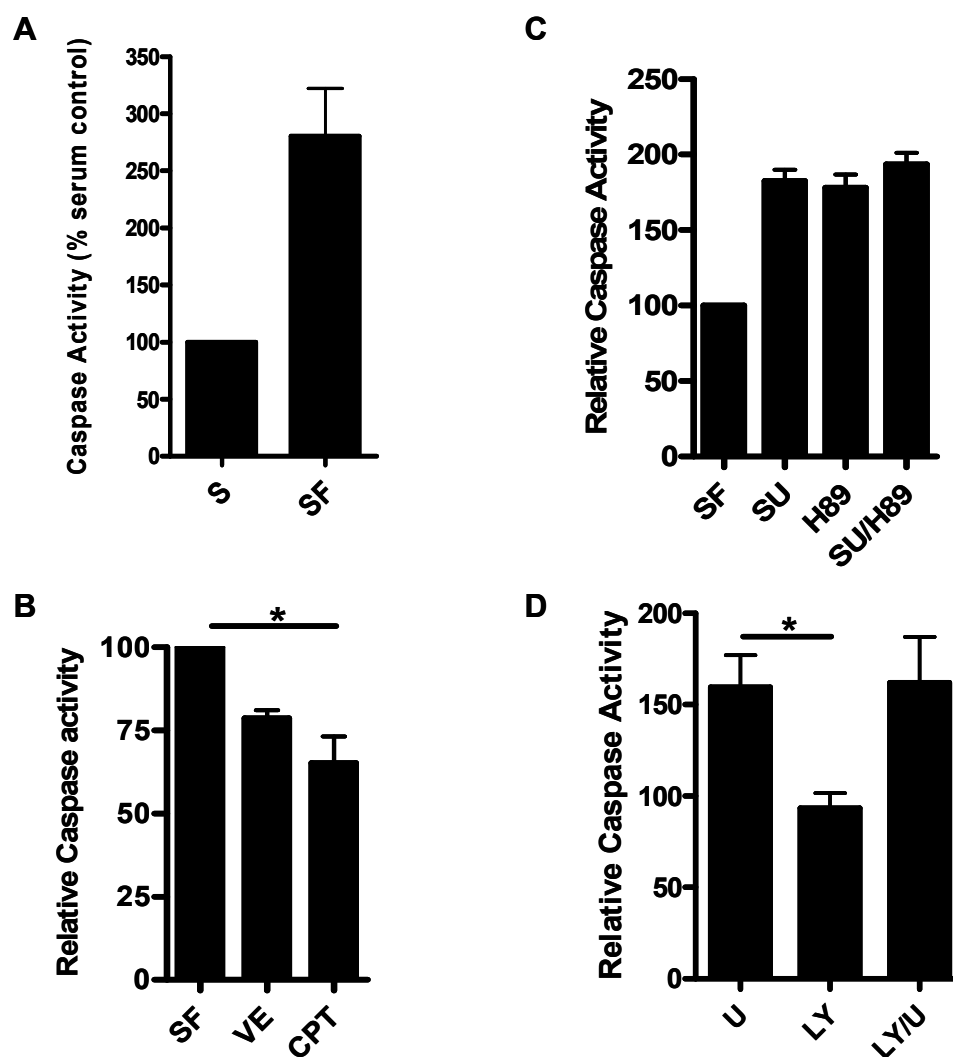 A
Caspase Activity (% serum control)
350
300
250
200
150
100
50
0
S
SF
C
Relative Caspase Activity
250
200
150
100
50
0
SF
SU
H89
SU/H89
B
Relative Caspase activity
100
75
50
25
0
*
SF
VE
CPT
D
Relative Caspase Activity
200
150
100
50
0
*
U
LY
LY/U